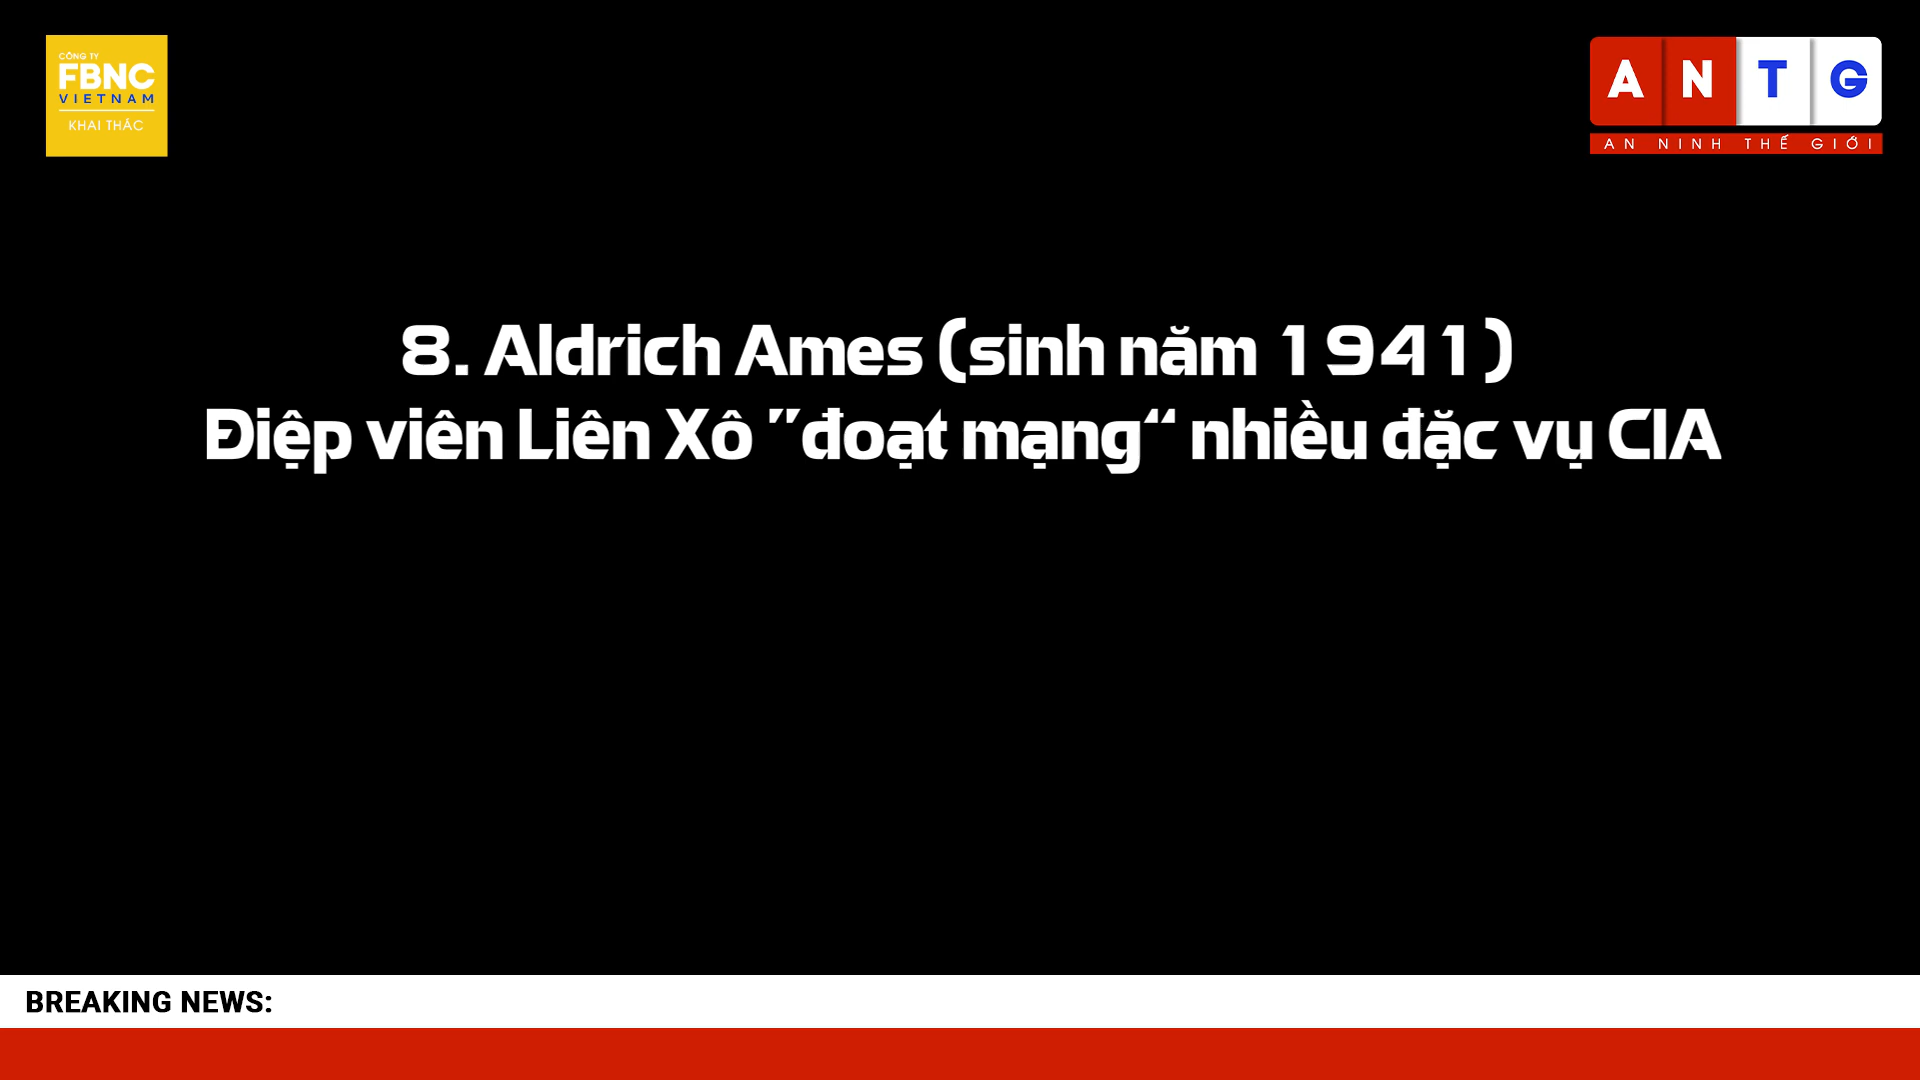 CÔNG TY
FBNC
VIETNAM
KHAI THÁC
ANTG
AN NINH THẾ GIỚI
8. Aldrich Ames (sinh năm 1941)
Điệp viên Liên Xô ”đoạt mạng“ nhiều đặc vụ CIA
BREAKING NEWS: